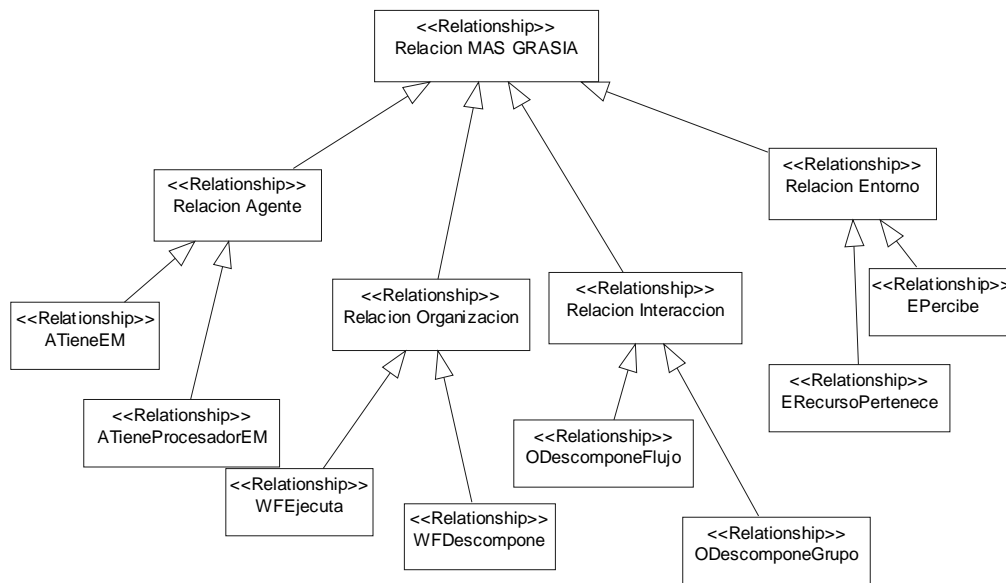 <<Relationship>>
Relacion MAS GRASIA
<<Relationship>>
Relacion Agente
<<Relationship>>
Relacion Entorno
<<Relationship>>
Relacion Organizacion
<<Relationship>>
Relacion Interaccion
<<Relationship>>
EPercibe
<<Relationship>>
ATieneEM
<<Relationship>>
ERecursoPertenece
<<Relationship>>
ATieneProcesadorEM
<<Relationship>>
ODescomponeFlujo
<<Relationship>>
WFEjecuta
<<Relationship>>
WFDescompone
<<Relationship>>
ODescomponeGrupo